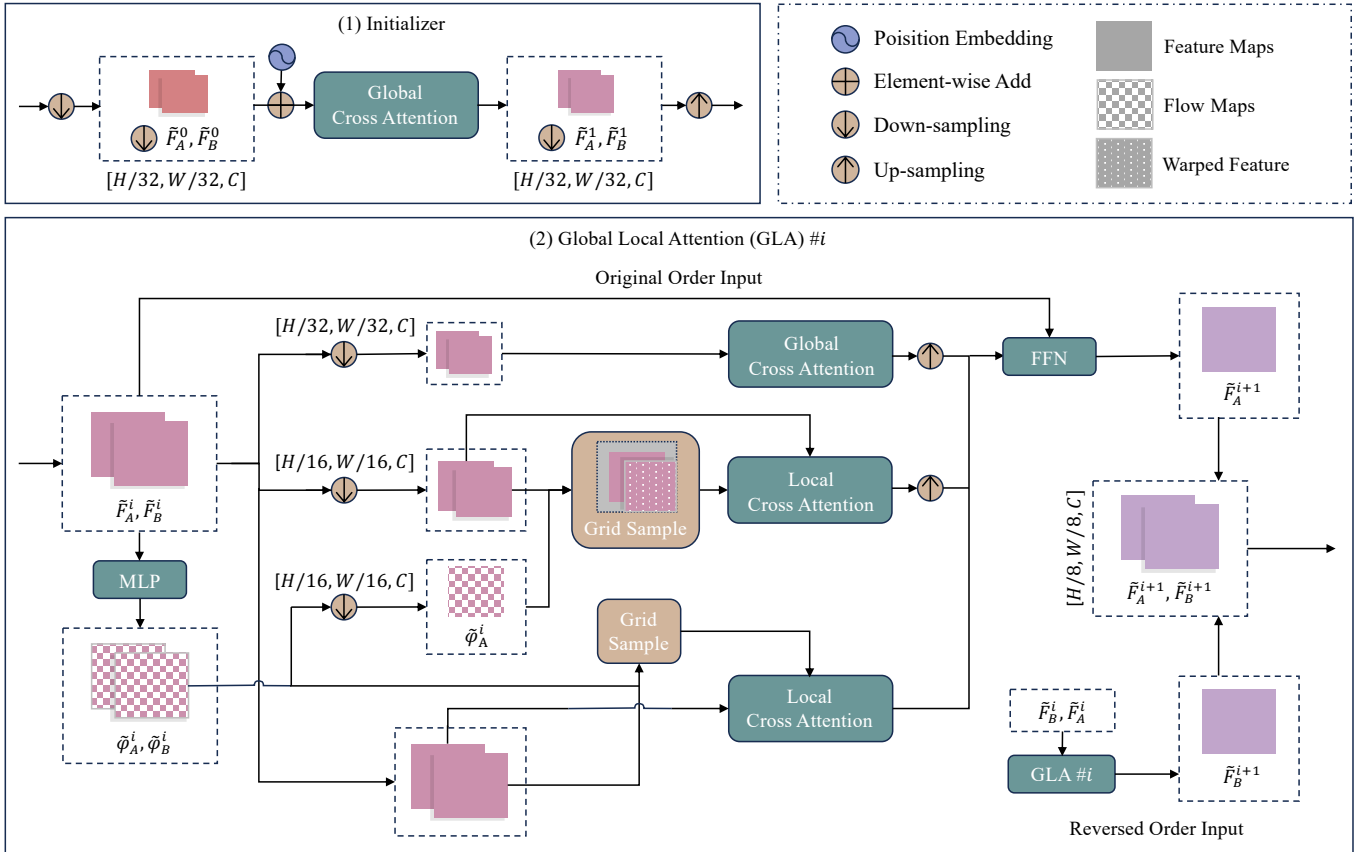 (1) Initializer
F̃_A^0, F̃_B^0
[H/32, W/32, C]
Global
Cross Attention
F̃_A^1, F̃_B^1
[H/32, W/32, C]
Poisition Embedding
Element-wise Add
Down-sampling
Up-sampling
Feature Maps
Flow Maps
Warped Feature
(2) Global Local Attention (GLA) #i
Original Order Input
F̃_A^i, F̃_B^i
MLP
φ̃_A^i, φ̃_B^i
[H/32, W/32, C]
Global
Cross Attention
[H/16, W/16, C]
Grid Sample
Local
Cross Attention
[H/16, W/16, C]
φ̃_A^i
Grid
Sample
Local
Cross Attention
FFN
F̃_A^{i+1}
[H/8, W/8, C]
F̃_A^{i+1}, F̃_B^{i+1}
F̃_B^i, F̃_A^i
GLA #i
F̃_B^{i+1}
Reversed Order Input